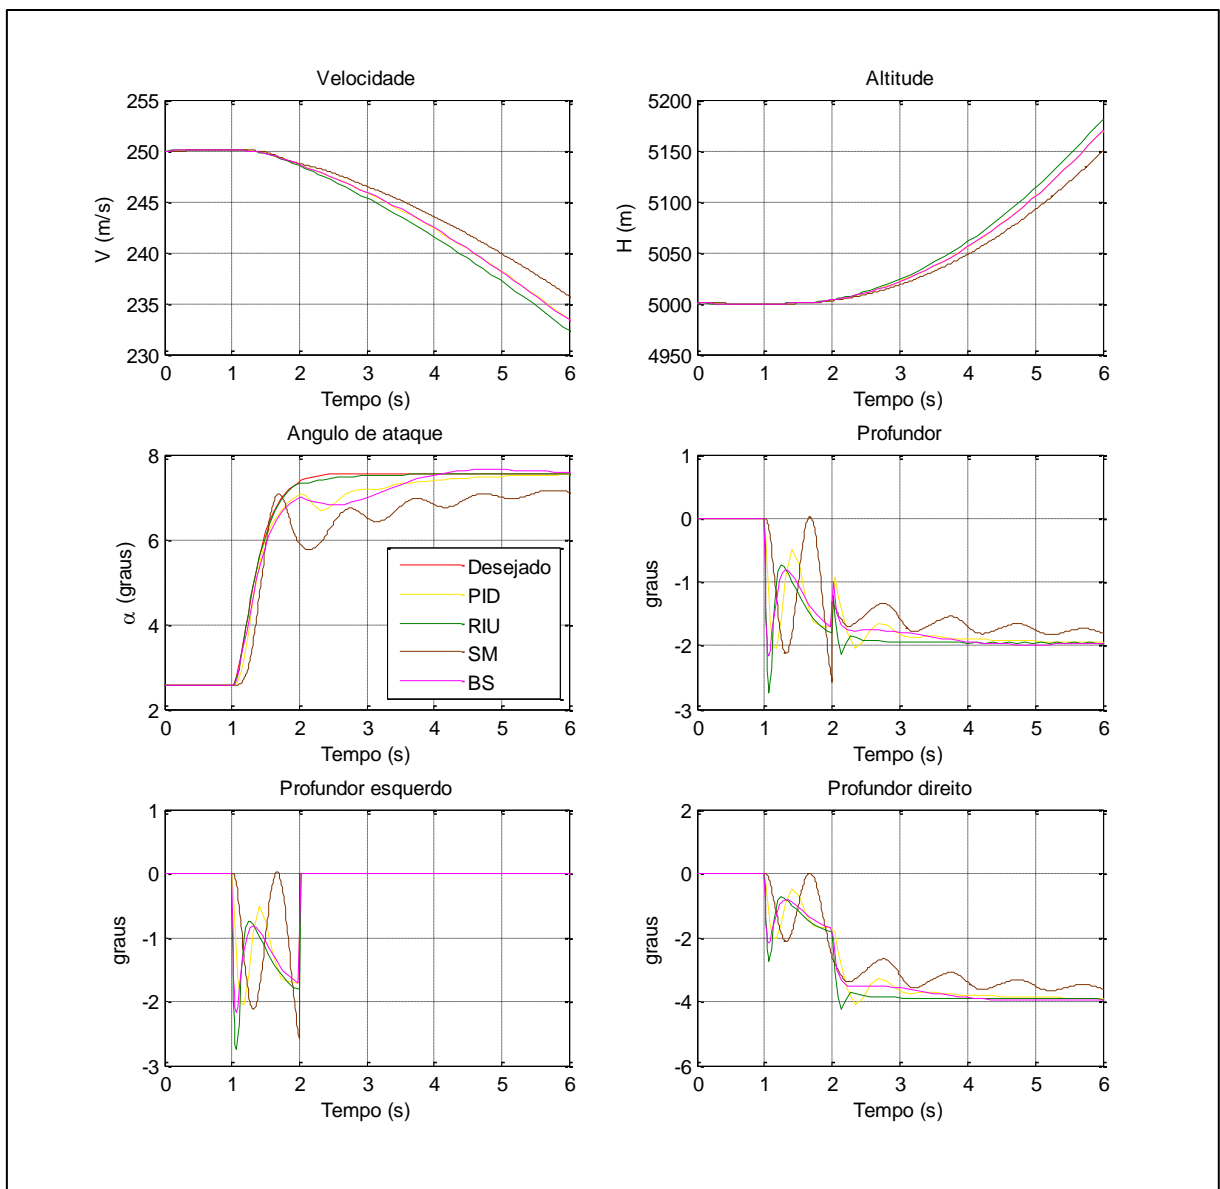 Velocidade
255
250
245
240
235
230
V (m/s)
0 1 2 3 4 5 6
Tempo (s)
Altitude
5200
5150
5100
5050
5000
4950
H (m)
0 1 2 3 4 5 6
Tempo (s)
Angulo de ataque
8
6
4
2
α (graus)
Desejado
PID
RIU
SM
BS
0 1 2 3 4 5 6
Tempo (s)
Profundor
1
0
-1
-2
-3
graus
0 1 2 3 4 5 6
Tempo (s)
Profundor esquerdo
1
0
-1
-2
-3
graus
0 1 2 3 4 5 6
Tempo (s)
Profundor direito
2
0
-2
-4
-6
graus
0 1 2 3 4 5 6
Tempo (s)